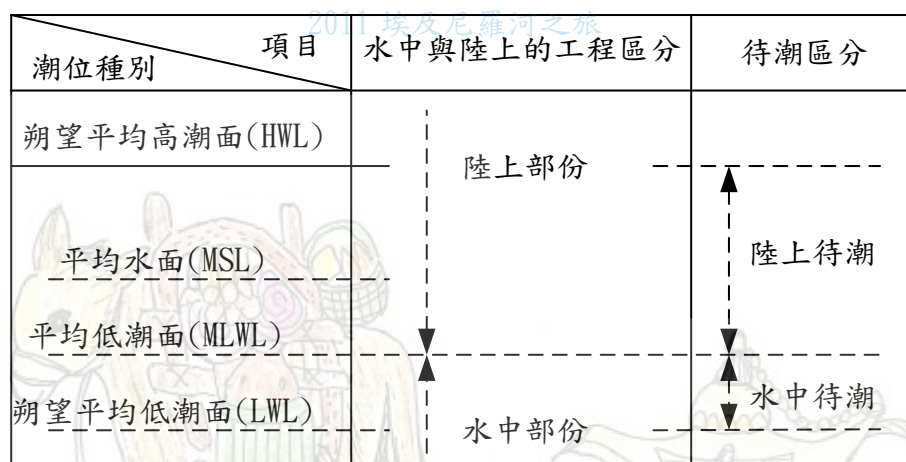 2011 埃及尼羅河之旅
項目
潮位種別
水中與陸上的工程區分
待潮區分
朔望平均高潮面(HWL)
陸上部份
平均水面(MSL)
陸上待潮
平均低潮面(MLWL)
朔望平均低潮面(LWL)
水中部份
水中待潮